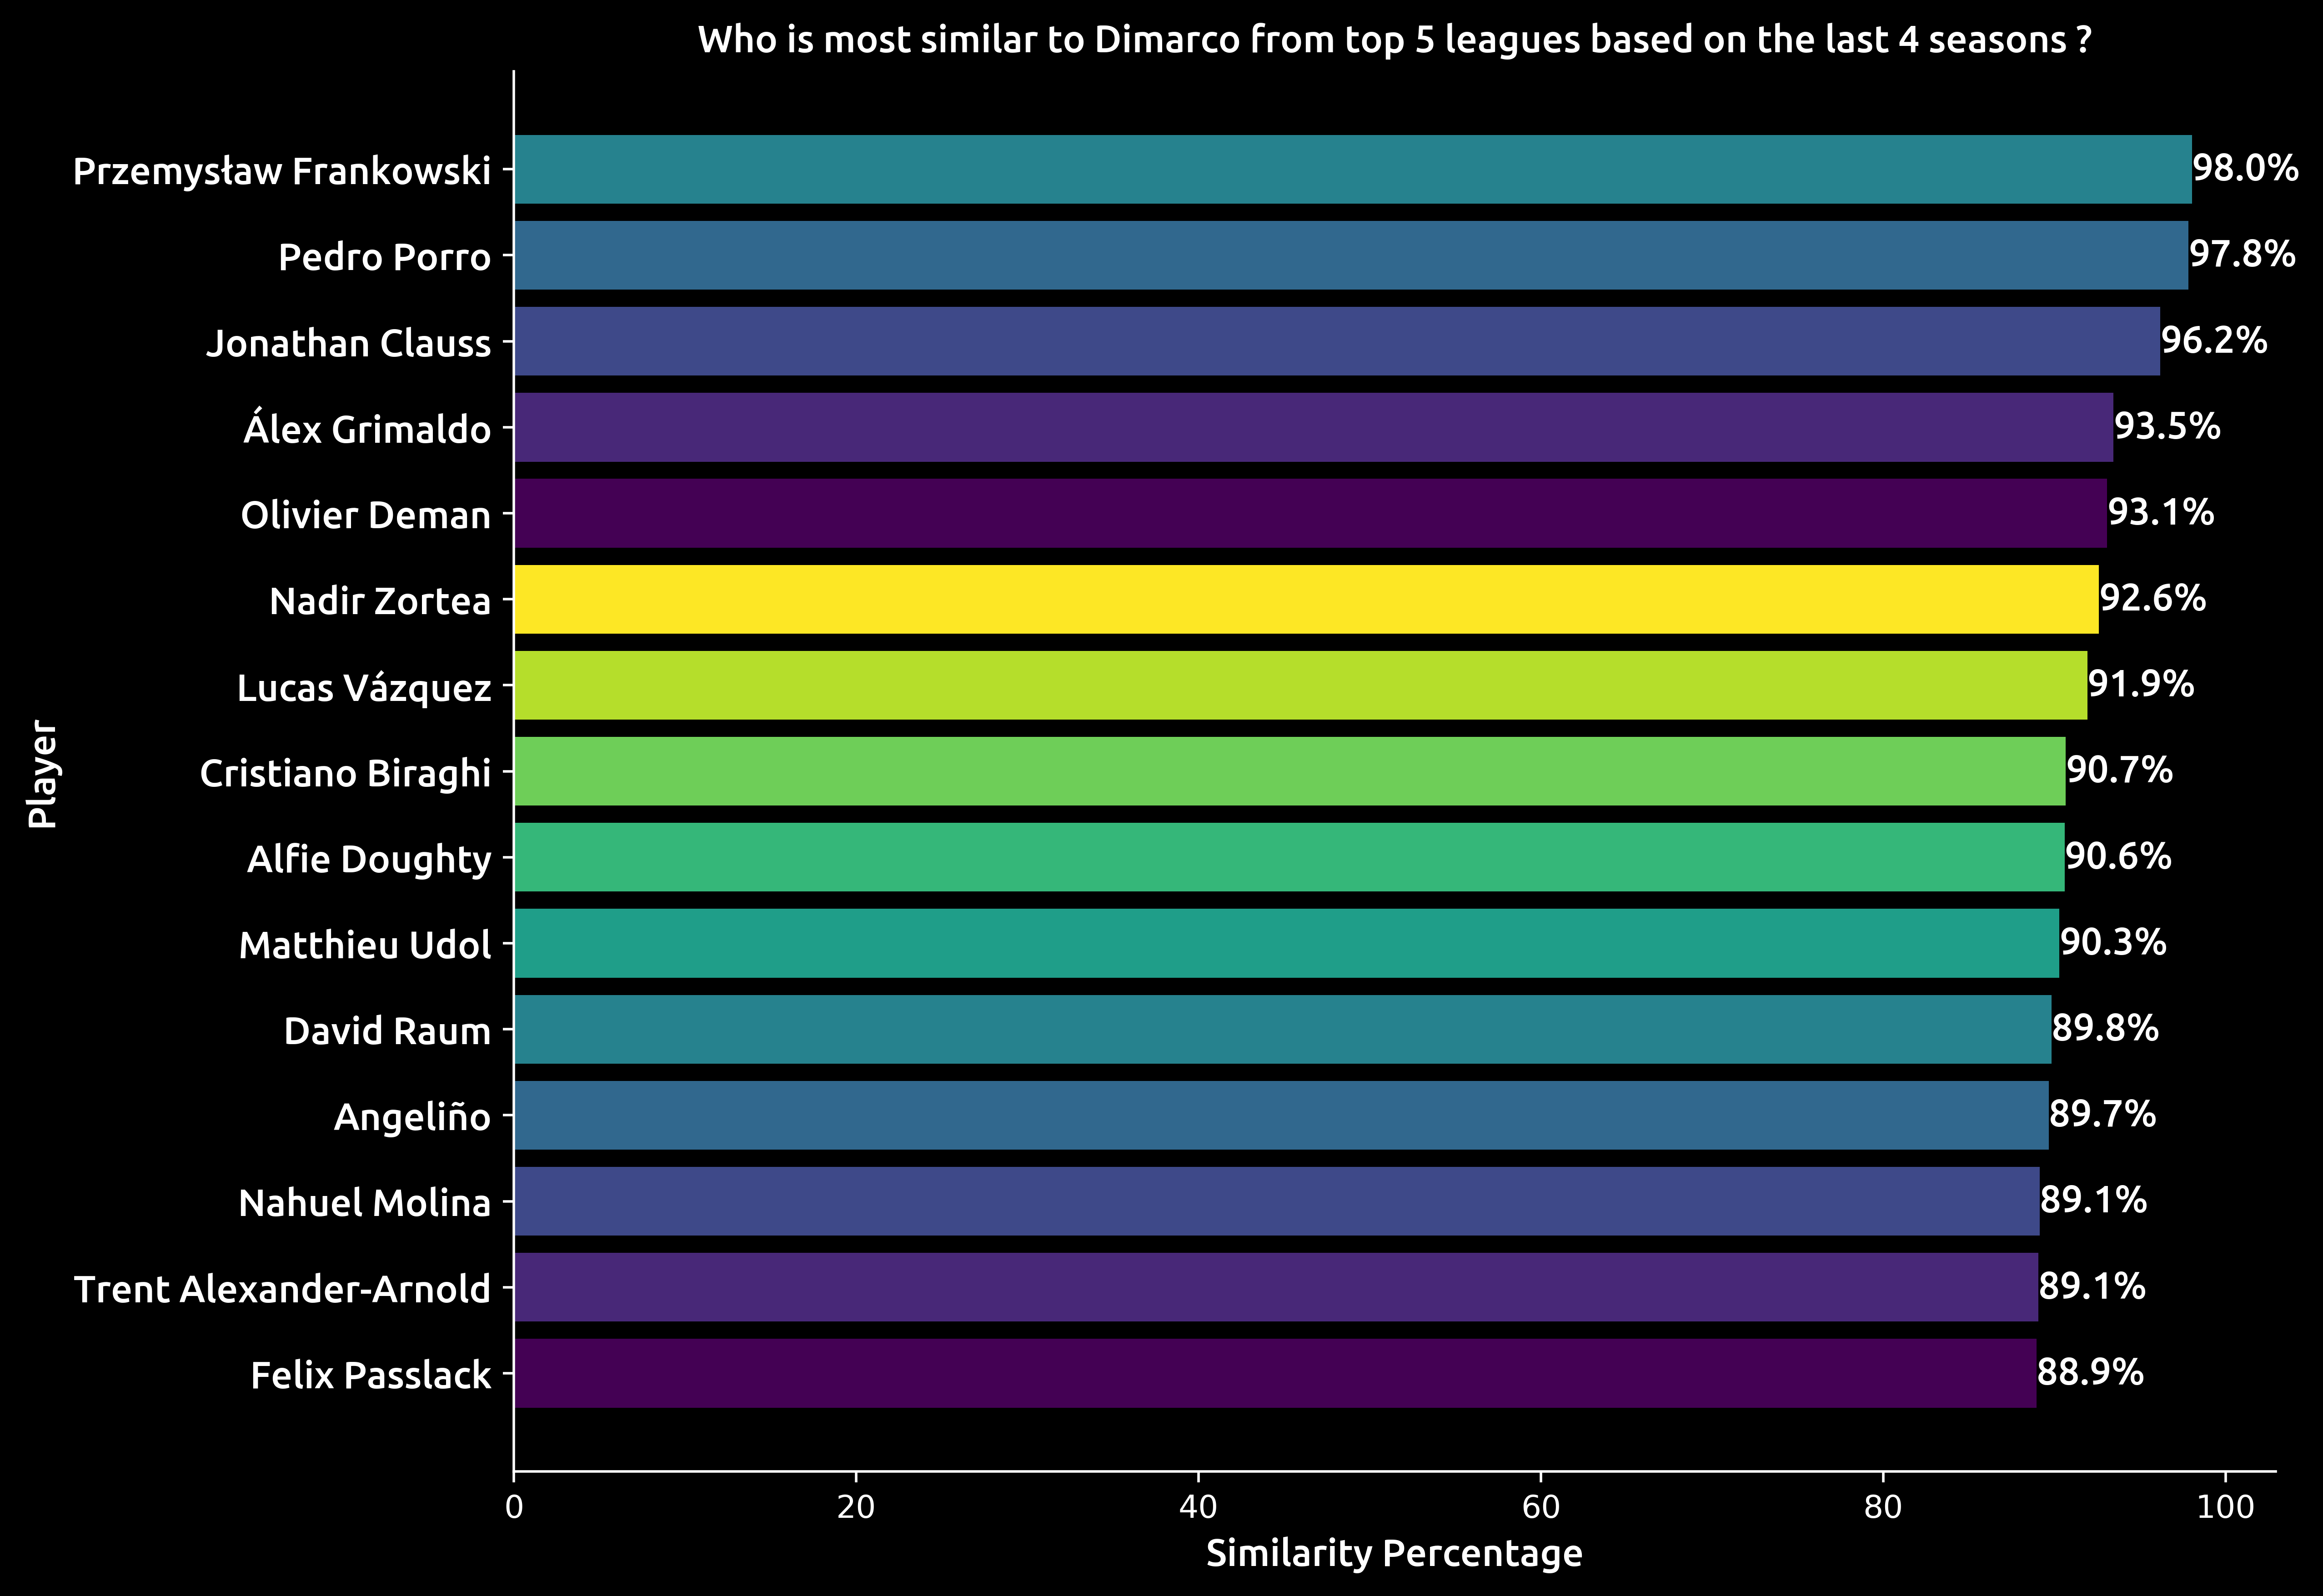 Who is most similar to Dimarco from top 5 leagues based on the last 4 seasons ?
Przemysław Frankowski 98.0%
Pedro Porro 97.8%
Jonathan Clauss 96.2%
Álex Grimaldo 93.5%
Olivier Deman 93.1%
Nadir Zortea 92.6%
Lucas Vázquez 91.9%
Cristiano Biraghi 90.7%
Alfie Doughty 90.6%
Matthieu Udol 90.3%
David Raum 89.8%
Angeliño 89.7%
Nahuel Molina 89.1%
Trent Alexander-Arnold 89.1%
Felix Passlack 88.9%
Player
0 20 40 60 80 100
Similarity Percentage